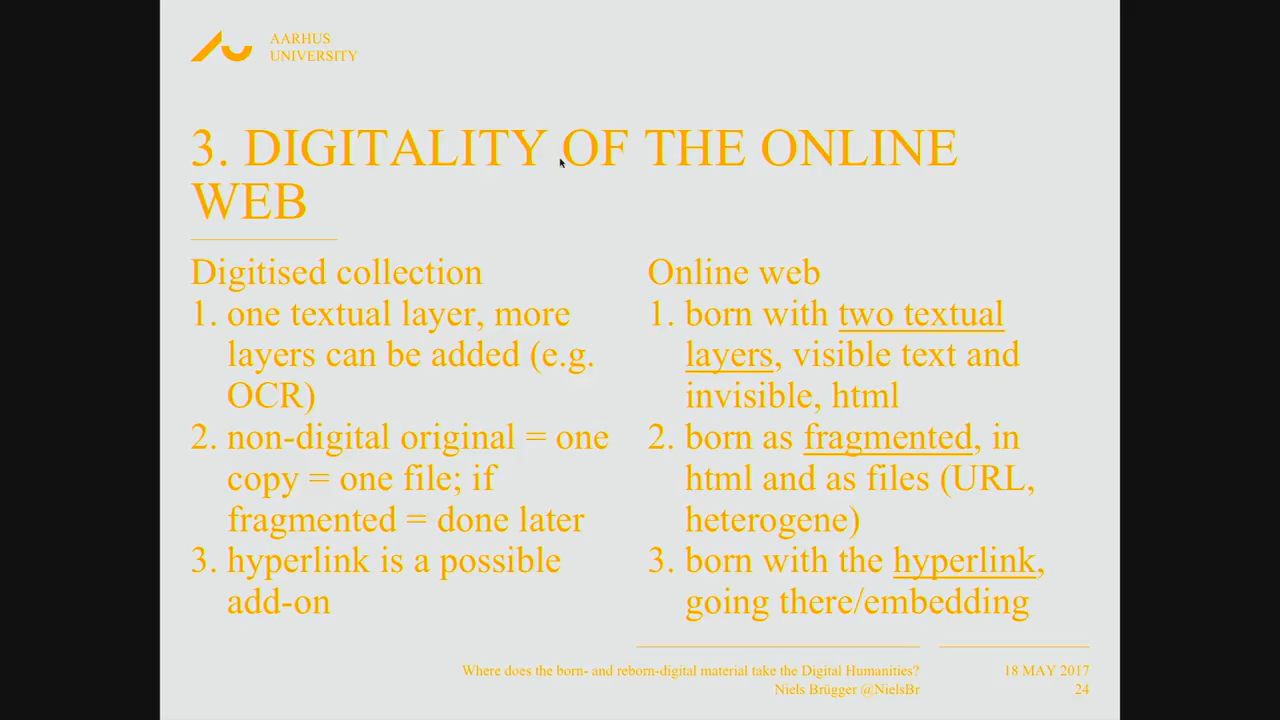 AARHUS
UNIVERSITY
3. DIGITALITY OF THE ONLINE
WEB
Digitised collection
1. one textual layer, more
layers can be added (e.g.
OCR)
2. non-digital original = one
copy = one file; if
fragmented = done later
3. hyperlink is a possible
add-on
Online web
1. born with two textual
layers, visible text and
invisible, html
2. born as fragmented, in
html and as files (URL,
heterogene)
3. born with the hyperlink,
going there/embedding
Where does the born- and reborn-digital material take the Digital Humanities?
Niels Brügger @NielsBr
18 MAY 2017
24